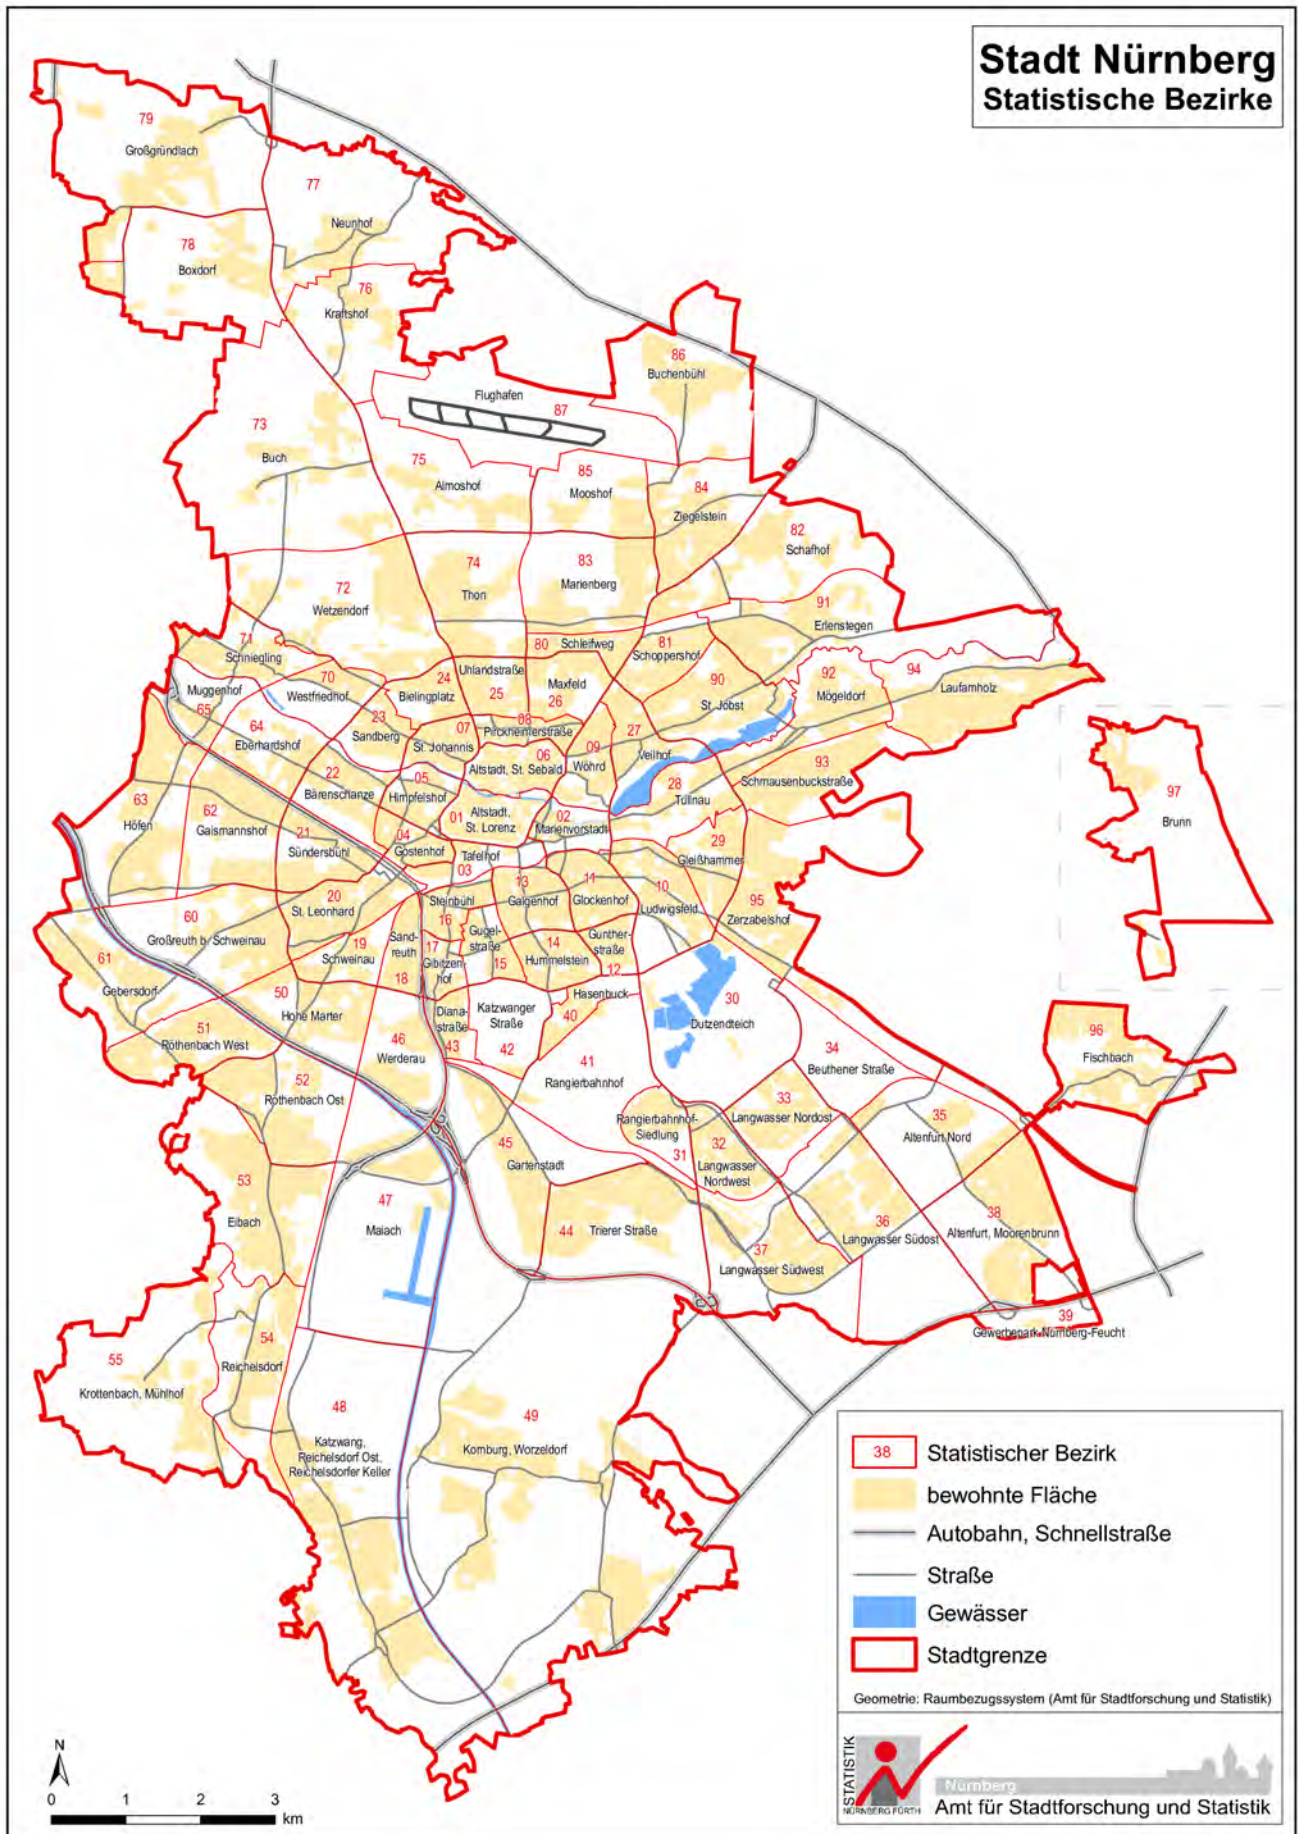 Stadt Nürnberg
Statistische Bezirke
79
Großgründlach
77
Neunhof
78
Boxdorf
76
Kraftshof
86
Buchenbühl
Flughafen
87
73
Buch
75
Almoshof
85
Mooshof
84
Ziegelstein
82
Schafhof
74
Thon
83
Marienberg
72
Wetzendorf
91
Erlenstegen
71
Schniegling
80
Schleifweg
81
Schoppershof
70
Westfriedhof
24
Bielingplatz
Uhlandstraße
25
Maxfeld
26
90
St. Jobst
92
Mögeldorf
94
Laufamholz
Muggenhof
65
64
Eberhardshof
23
Sandberg
07
St. Johannis
08
Pirckheimerstraße
06
Altstadt, St. Sebald
09
Wöhrd
27
Veilhof
28
Tullnau
93
Schmausenbuckstraße
97
Brunn
63
Höfen
62
Gaismannshof
22
Bärenschanze
05
Himpfelshof
01
Altstadt,
St. Lorenz
02
Marienvorstadt
21
Sündersbühl
04
Gostenhof
Tafelhof
03
29
Gleißhammer
20
St. Leonhard
Steinbühl
13
Galgenhof
11
Glockenhof
10
Ludwigsfeld
95
Zerzabelshof
60
Großreuth b. Schweinau
19
Schweinau
Sand-
reuth
18
16
17
Gibitzen-
hof
Gugel-
straße
15
14
Hummelstein
Gunther-
straße
12
61
Gebersdorf
50
Hohe Marter
Diana-
straße
43
Katzwanger
Straße
42
Hasenbuck
40
30
Dutzendteich
51
Röthenbach West
46
Werderau
41
Rangierbahnhof
34
Beuthener Straße
96
Fischbach
52
Röthenbach Ost
33
Langwasser Nordost
35
Altenfurt Nord
Rangierbahnhof-
Siedlung
31
32
Langwasser
Nordwest
45
Gartenstadt
53
Eibach
47
Maiach
44
Trierer Straße
36
Langwasser Südost
38
Altenfurt, Moorenbrunn
37
Langwasser Südwest
39
Gewerbepark Nürnberg-Feucht
54
Reichelsdorf
55
Krottenbach, Mühlhof
48
Katzwang,
Reichelsdorf Ost,
Reichelsdorfer Keller
49
Kornburg, Worzeldorf
38
Statistischer Bezirk
bewohnte Fläche
Autobahn, Schnellstraße
Straße
Gewässer
Stadtgrenze
Geometrie: Raumbezugssystem (Amt für Stadtforschung und Statistik)
STATISTIK
NÜRNBERG FÜRTH
Nürnberg
Amt für Stadtforschung und Statistik
N
0 1 2 3
km